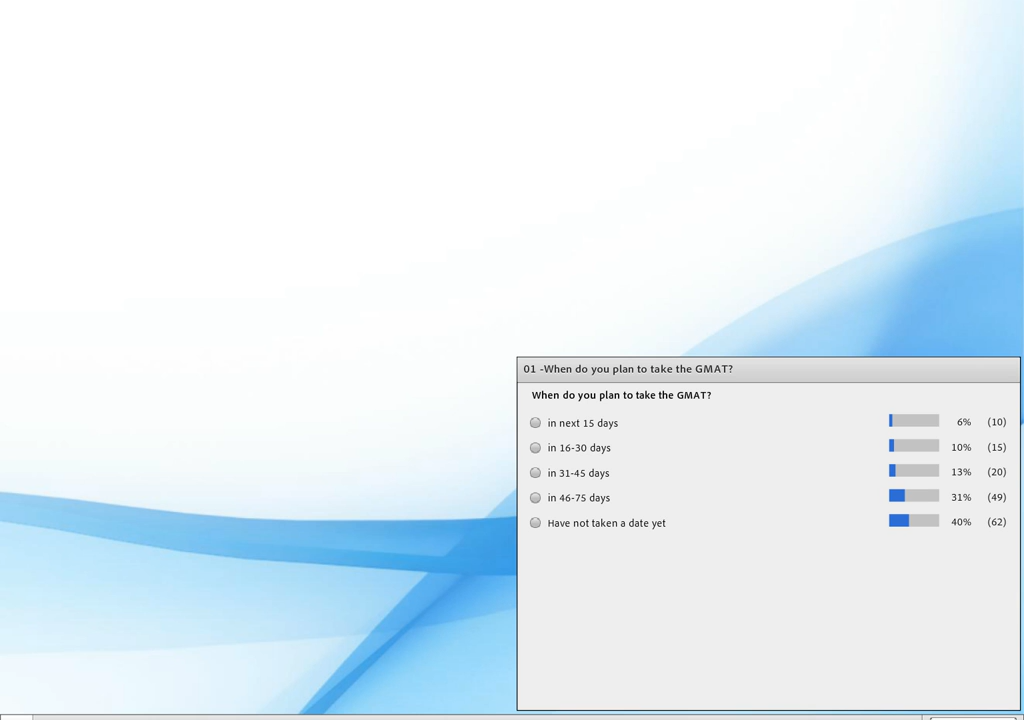 01 -When do you plan to take the GMAT?
When do you plan to take the GMAT?
in next 15 days 6% (10)
in 16-30 days 10% (15)
in 31-45 days 13% (20)
in 46-75 days 31% (49)
Have not taken a date yet 40% (62)